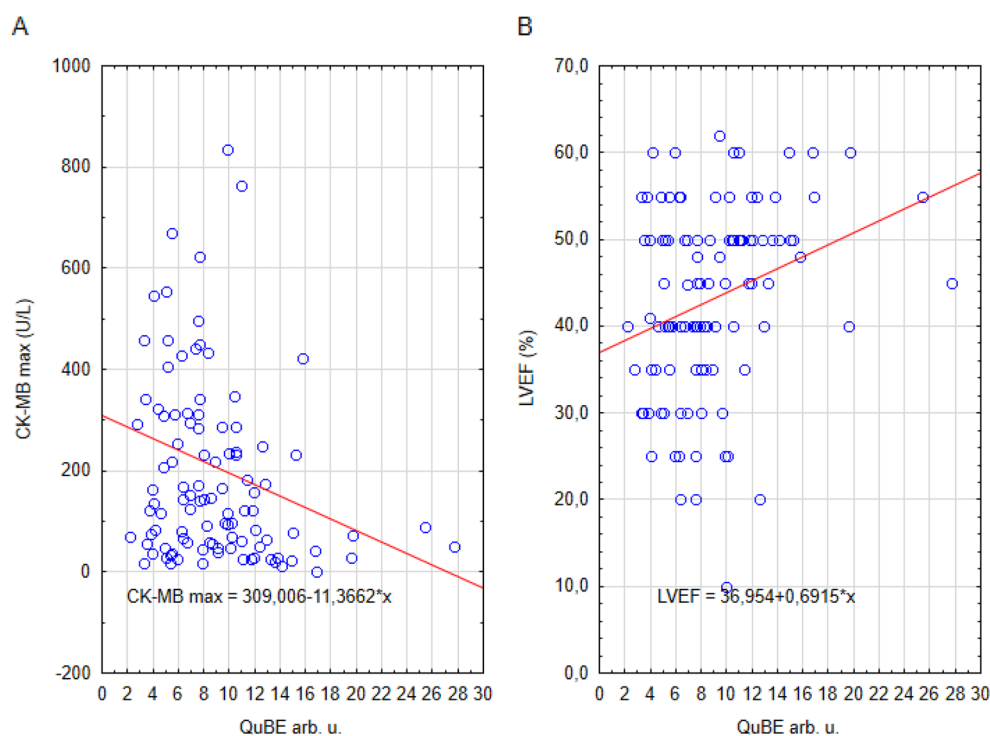 A
B
1000
800
600
400
200
0
-200
CK-MB max (U/L)
CK-MB max = 309,006-11,3662*x
0 2 4 6 8 10 12 14 16 18 20 22 24 26 28 30
QuBE arb. u.
70,0
60,0
50,0
40,0
30,0
20,0
10,0
0,0
LVEF (%)
LVEF = 36,954+0,6915*x
0 2 4 6 8 10 12 14 16 18 20 22 24 26 28 30
QuBE arb. u.